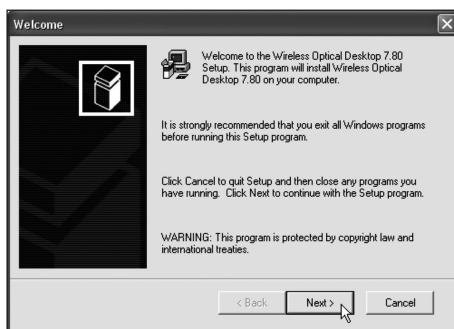 Welcome
Welcome to the Wireless Optical Desktop 7.80
Setup. This program will install Wireless Optical
Desktop 7.80 on your computer.
It is strongly recommended that you exit all Windows programs
before running this Setup program.
Click Cancel to quit Setup and then close any programs you
have running. Click Next to continue with the Setup program.
WARNING: This program is protected by copyright law and
international treaties.
< Back Next > Cancel